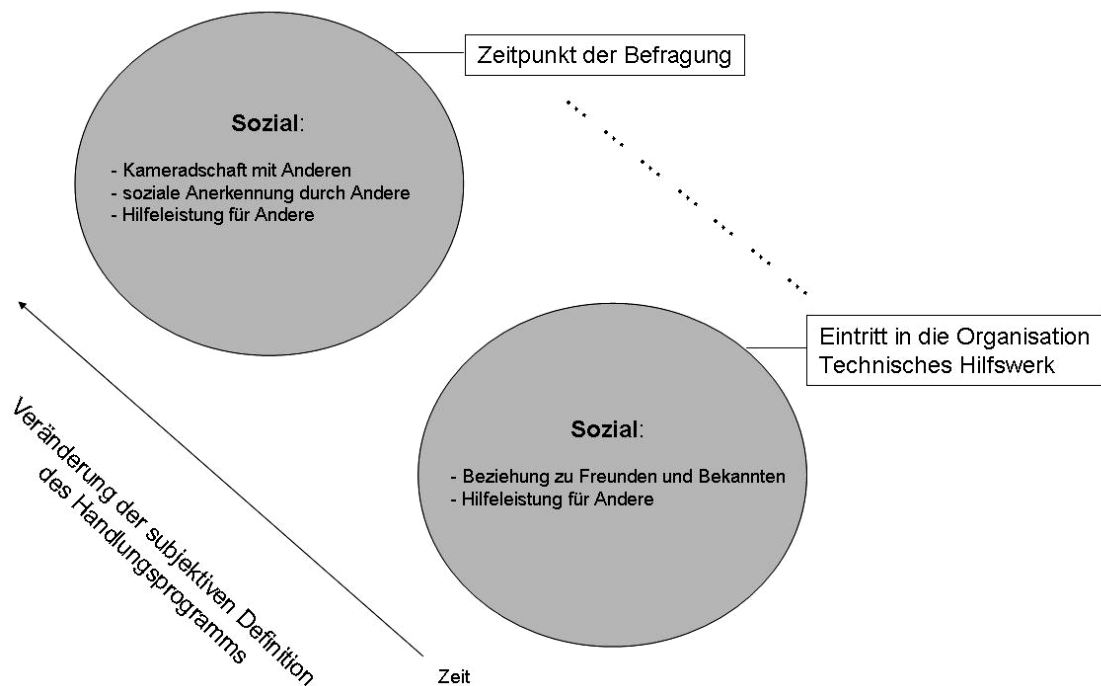 Zeitpunkt der Befragung
Sozial:
- Kameradschaft mit Anderen
- soziale Anerkennung durch Andere
- Hilfeleistung für Andere
Eintritt in die Organisation
Technisches Hilfswerk
Sozial:
- Beziehung zu Freunden und Bekannten
- Hilfeleistung für Andere
Veränderung der subjektiven Definition
des Handlungsprogramms
Zeit